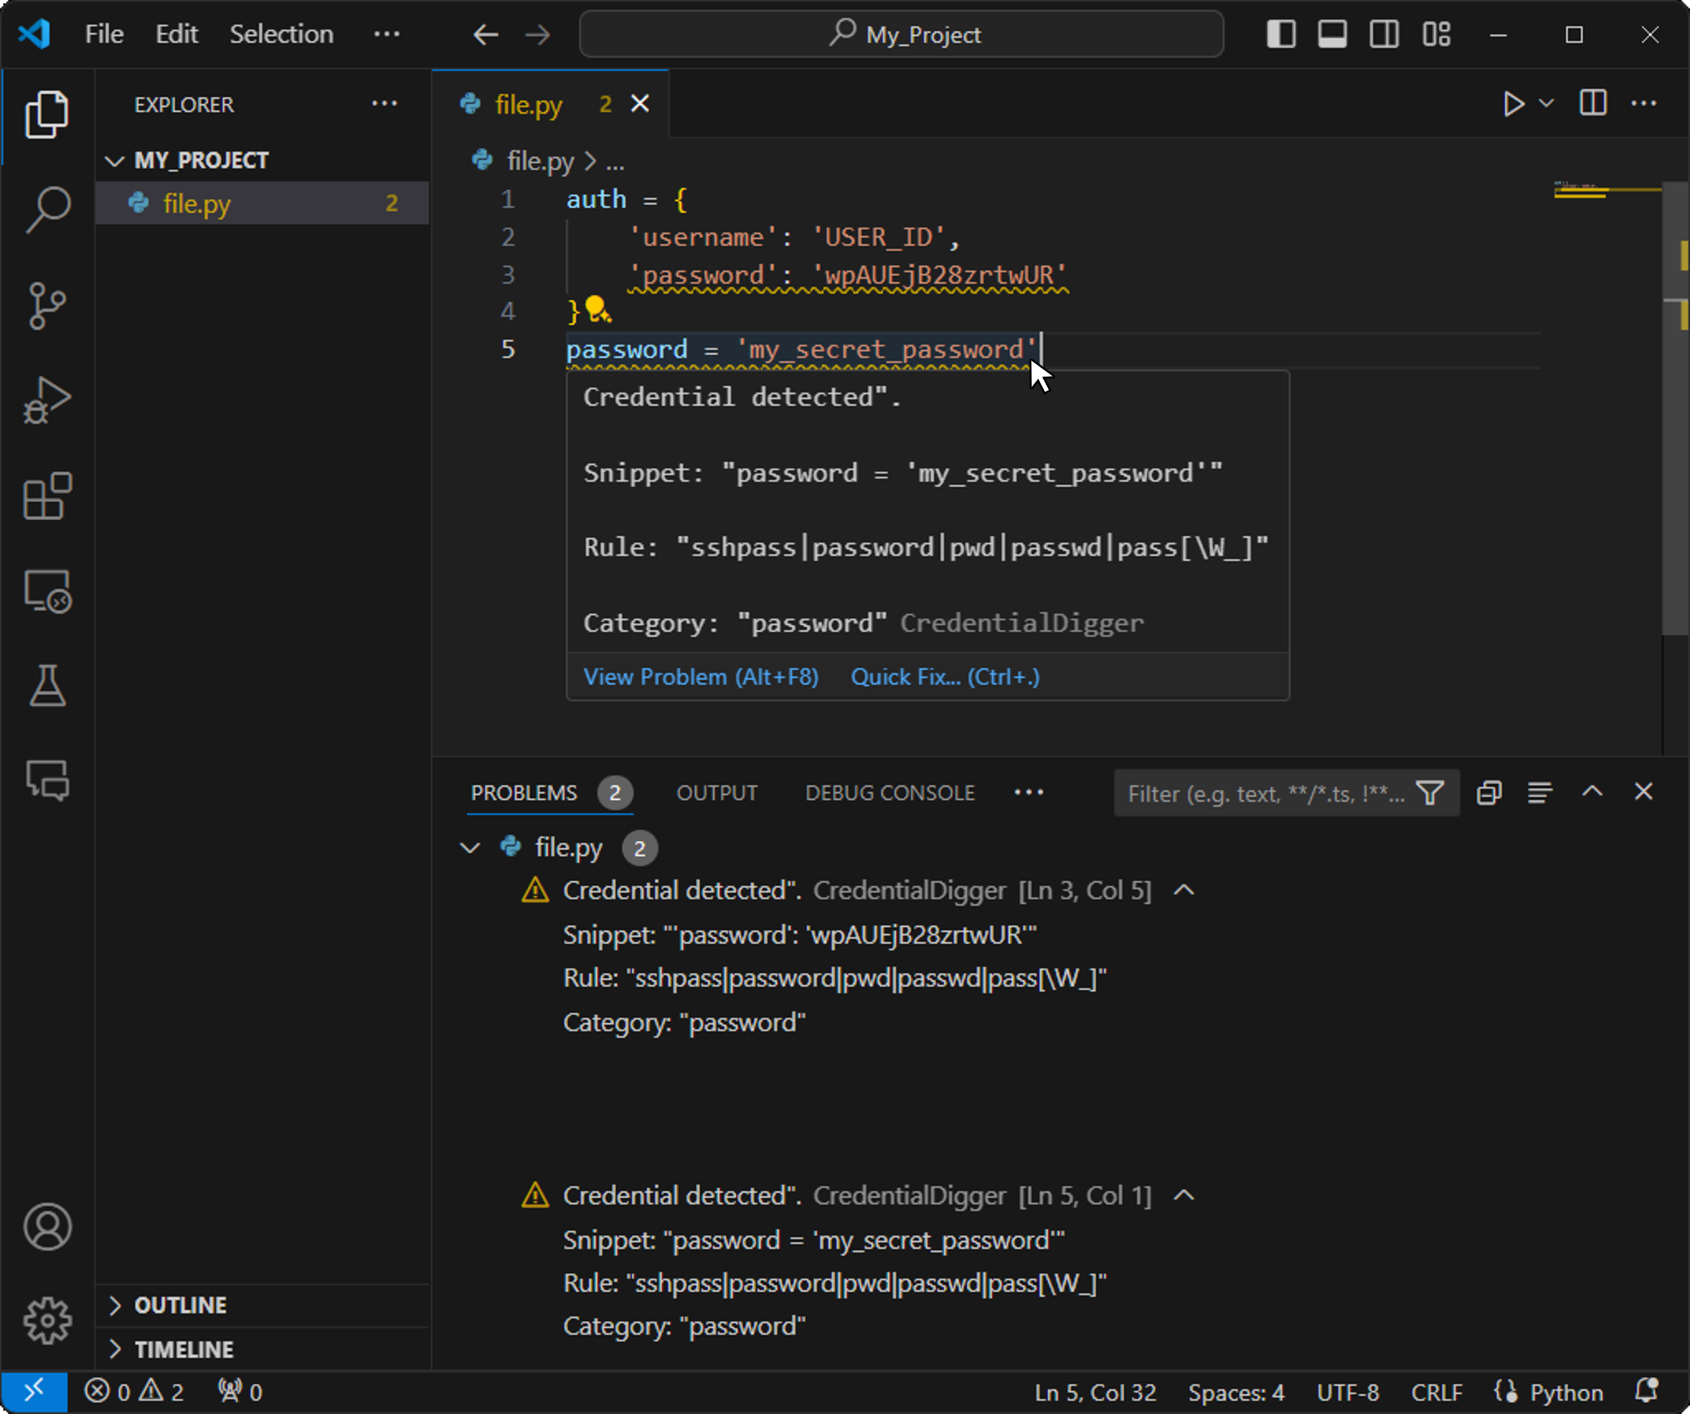 File Edit Selection ···
My_Project
EXPLORER ···
MY_PROJECT
file.py 2
file.py 2
file.py > ...
1 auth = {
2 'username': 'USER_ID',
3 'password': 'wpAUEjB28zrtwUR'
4 }
5 password = 'my_secret_password'
Credential detected".
Snippet: "password = 'my_secret_password'"
Rule: "sshpass|password|pwd|passwd|pass[\W_]"
Category: "password" CredentialDigger
View Problem (Alt+F8) Quick Fix... (Ctrl+.)
PROBLEMS 2 OUTPUT DEBUG CONSOLE ··· Filter (e.g. text, **/*.ts, !**...
file.py 2
Credential detected". CredentialDigger [Ln 3, Col 5]
Snippet: "'password': 'wpAUEjB28zrtwUR'"
Rule: "sshpass|password|pwd|passwd|pass[\W_]"
Category: "password"
Credential detected". CredentialDigger [Ln 5, Col 1]
Snippet: "password = 'my_secret_password'"
Rule: "sshpass|password|pwd|passwd|pass[\W_]"
Category: "password"
OUTLINE
TIMELINE
0 2 0 Ln 5, Col 32 Spaces: 4 UTF-8 CRLF Python